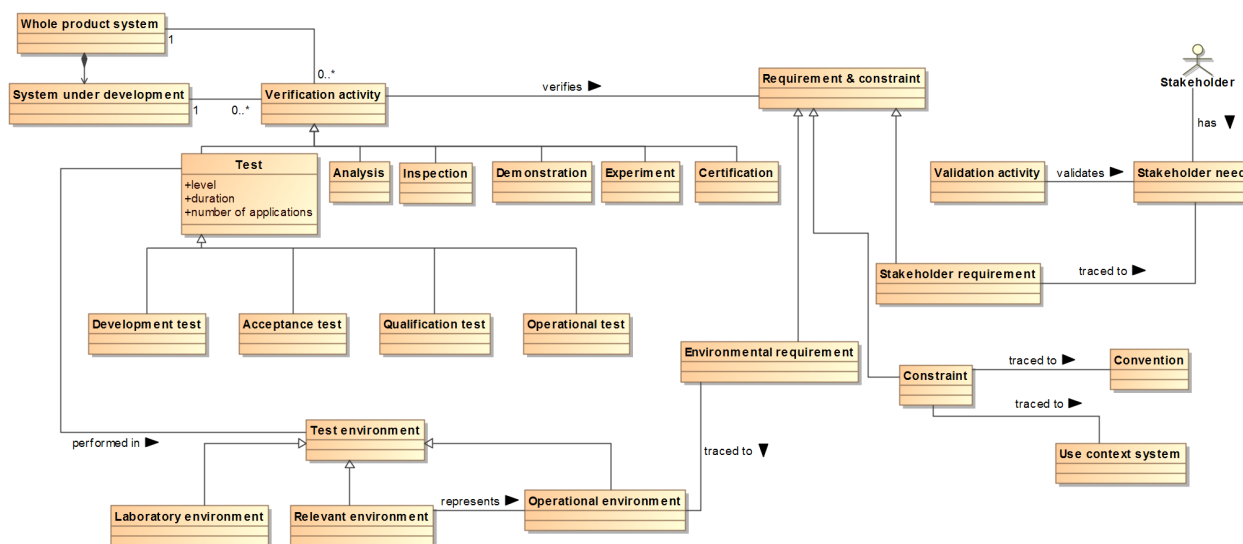 Whole product system
1
0..*
System under development
1
0..*
Verification activity
verifies
Requirement & constraint
Stakeholder
has
Test
+level
+duration
+number of applications
Analysis
Inspection
Demonstration
Experiment
Certification
Validation activity
validates
Stakeholder need
Stakeholder requirement
traced to
Development test
Acceptance test
Qualification test
Operational test
Environmental requirement
Constraint
traced to
Convention
traced to
Use context system
Test environment
performed in
traced to
Laboratory environment
Relevant environment
represents
Operational environment